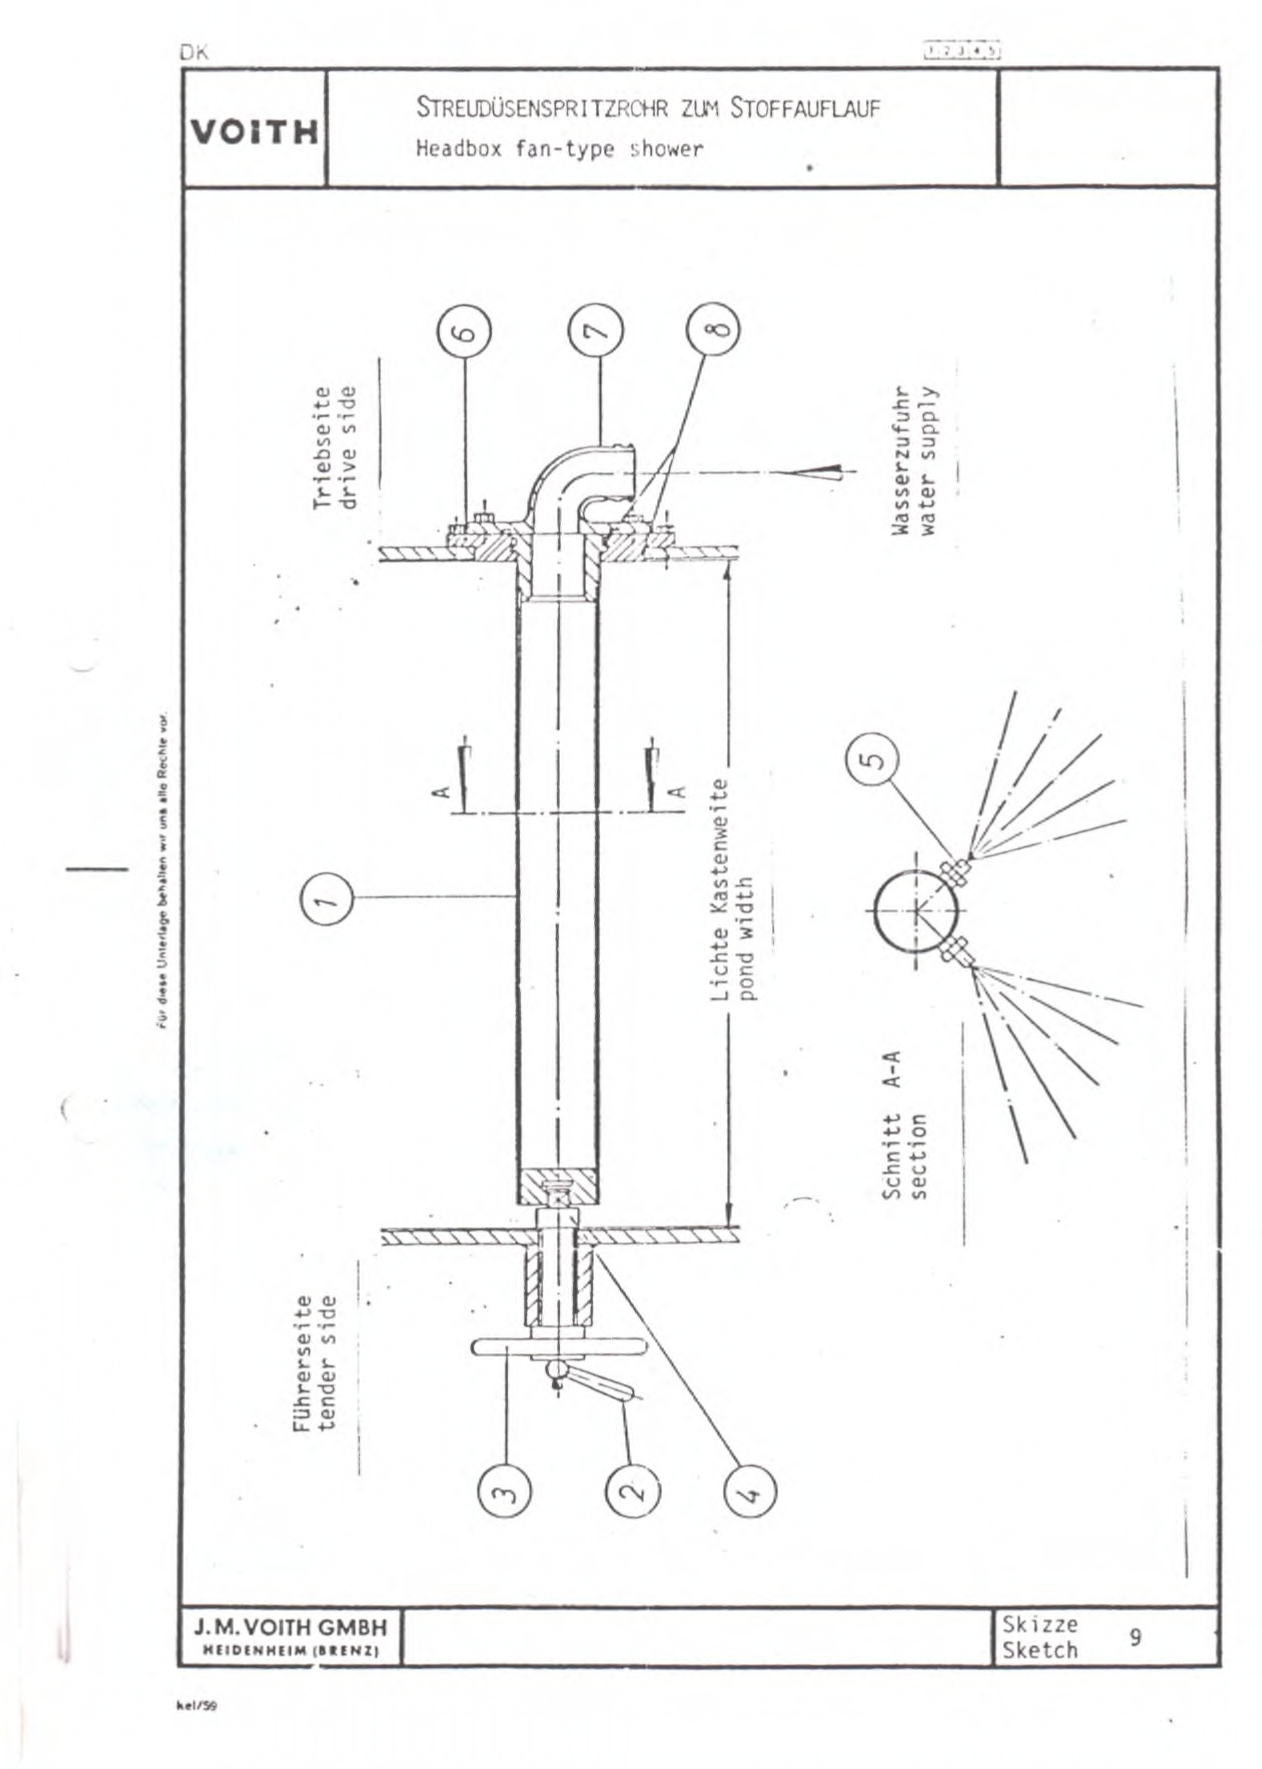 DK
1 2 3 4 5
VOITH
STREUDÜSENSPRITZROHR ZUM STOFFAUFLAUF
Headbox fan-type shower
6
7
8
Triebseite
drive side
Wasserzufuhr
water supply
A
A
5
1
Lichte Kastenweite
pond width
Für diese Unterlage behalten wir uns alle Rechte vor.
Schnitt A-A
section
Führerseite
tender side
3
2
4
J.M. VOITH GMBH
HEIDENHEIM (BRENZ)
Skizze
Sketch
9
kel/59